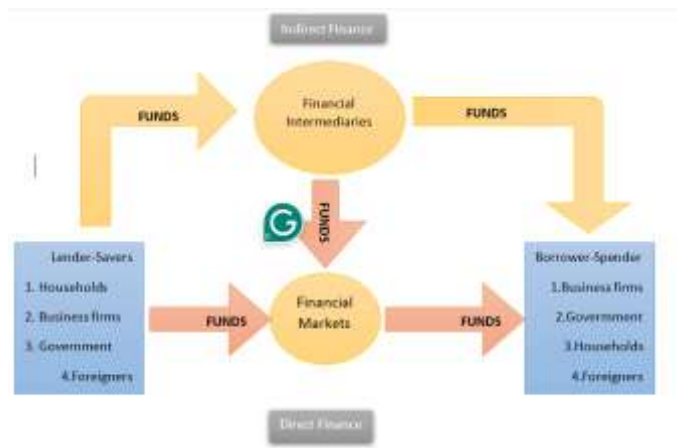 Indirect Finance
Financial
Intermediaries
FUNDS
FUNDS
FUNDS
G
Lender-Savers
1. Households
2. Business firms
3. Government
4.Foreigners
FUNDS
Financial
Markets
FUNDS
Borrower-Spender
1.Business firms
2.Government
3.Households
4.Foreigners
Direct Finance